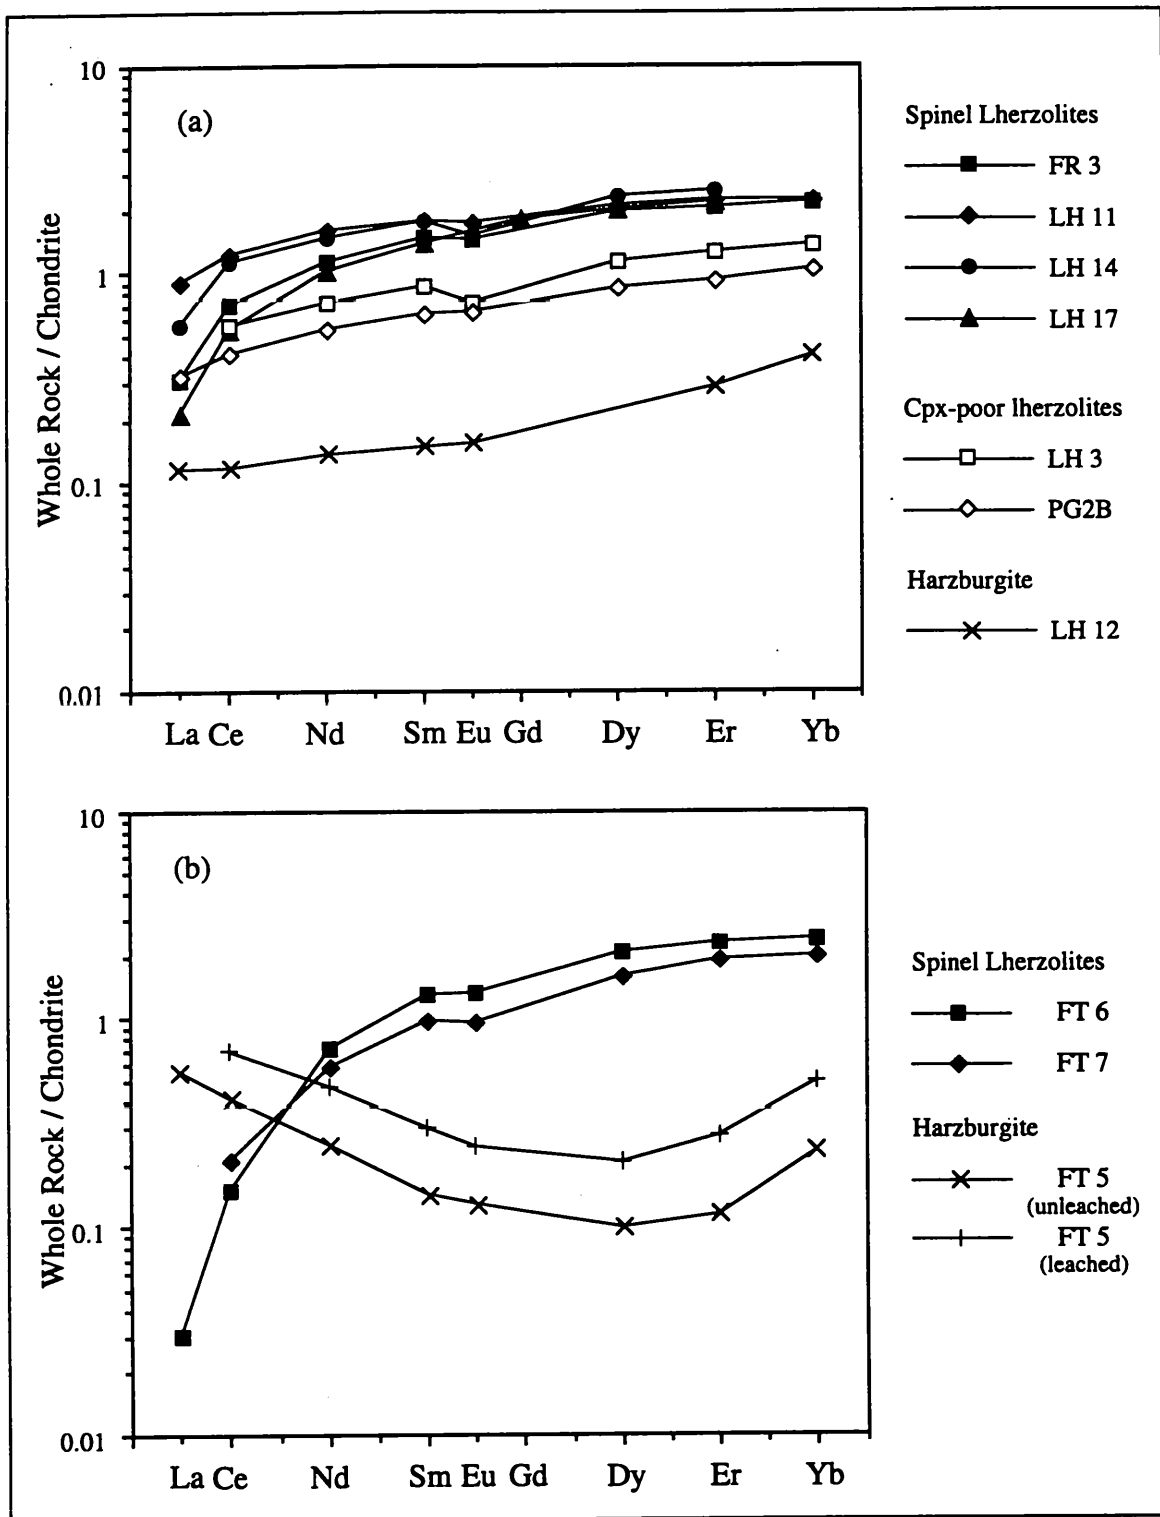 10
(a)
1
0.1
0.01
Whole Rock / Chondrite
La Ce Nd Sm Eu Gd Dy Er Yb
Spinel Lherzolites
FR 3
LH 11
LH 14
LH 17
Cpx-poor lherzolites
LH 3
PG2B
Harzburgite
LH 12
10
(b)
1
0.1
0.01
Whole Rock / Chondrite
La Ce Nd Sm Eu Gd Dy Er Yb
Spinel Lherzolites
FT 6
FT 7
Harzburgite
FT 5
(unleached)
FT 5
(leached)